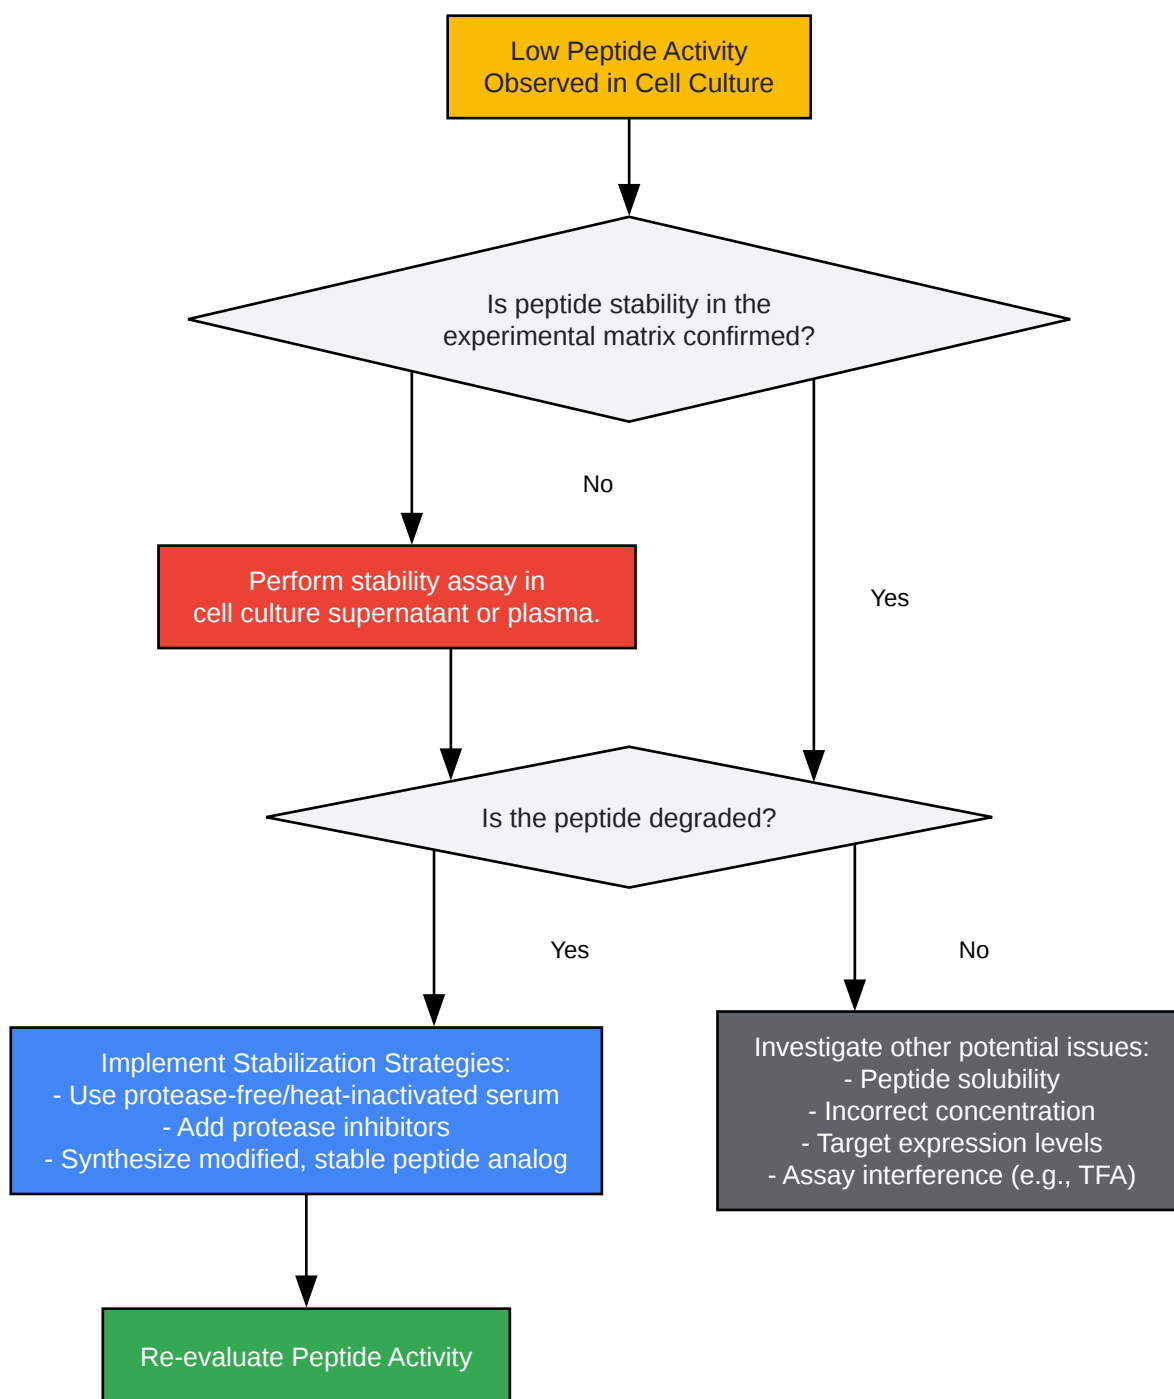 Low Peptide Activity
Observed in Cell Culture
Is peptide stability in the
experimental matrix confirmed?
No
Perform stability assay in
cell culture supernatant or plasma.
Yes
Is the peptide degraded?
Yes
No
Implement Stabilization Strategies:
- Use protease-free/heat-inactivated serum
- Add protease inhibitors
- Synthesize modified, stable peptide analog
Investigate other potential issues:
- Peptide solubility
- Incorrect concentration
- Target expression levels
- Assay interference (e.g., TFA)
Re-evaluate Peptide Activity